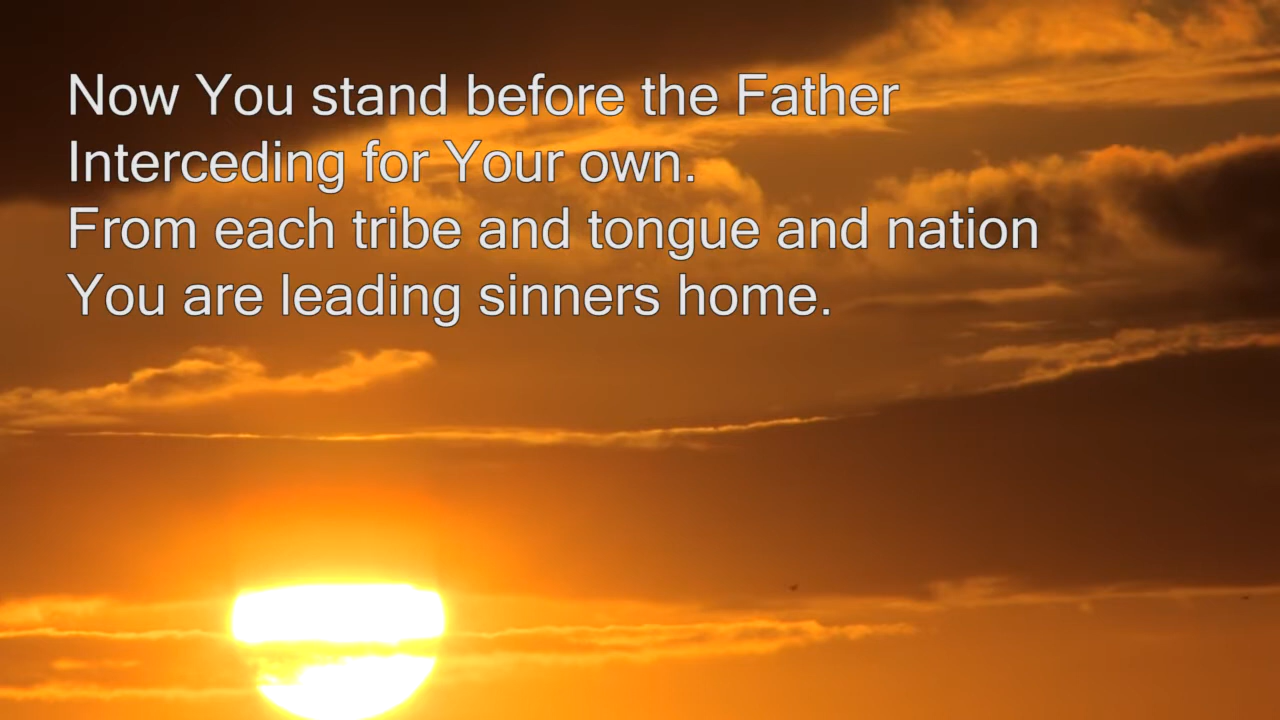 Now You stand before the Father
Interceding for Your own.
From each tribe and tongue and nation
You are leading sinners home.